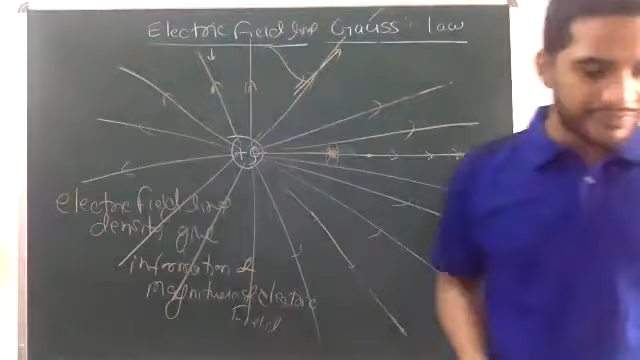 Electric Field line Gauss' law
+
electric field line
density give
information of
Magnitude of electric
Field